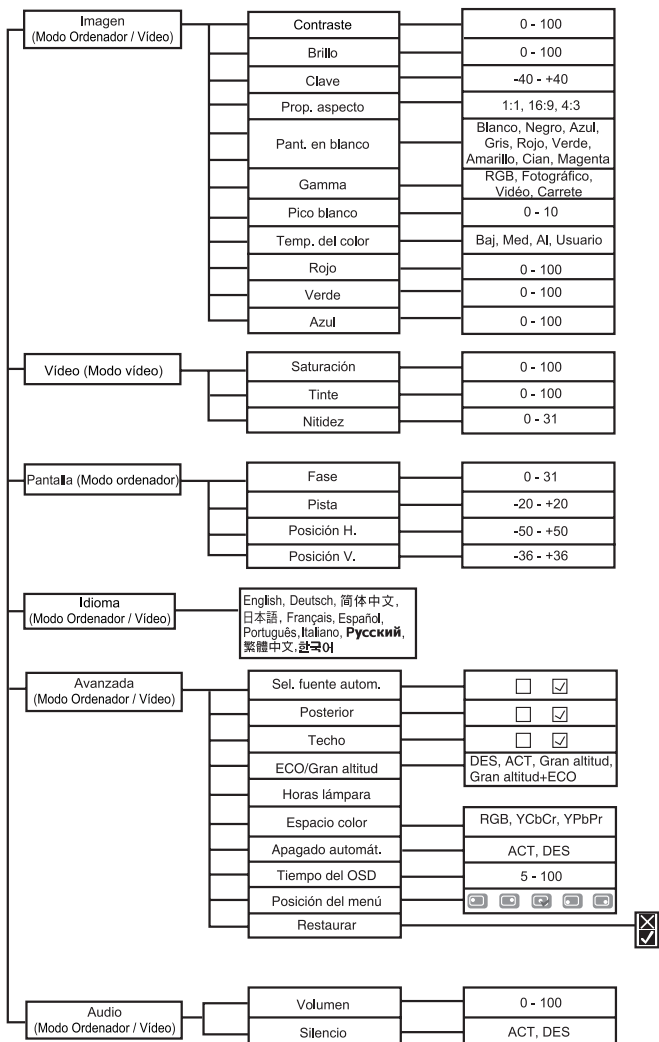 Imagen
(Modo Ordenador / Vídeo)
Contraste
0 - 100
Brillo
0 - 100
Clave
-40 - +40
Prop. aspecto
1:1, 16:9, 4:3
Pant. en blanco
Blanco, Negro, Azul,
Gris, Rojo, Verde,
Amarillo, Cian, Magenta
Gamma
RGB, Fotográfico,
Vidéo, Carrete
Pico blanco
0 - 10
Temp. del color
Baj, Med, Al, Usuario
Rojo
0 - 100
Verde
0 - 100
Azul
0 - 100
Vídeo (Modo vídeo)
Saturación
0 - 100
Tinte
0 - 100
Nitidez
0 - 31
Pantalla (Modo ordenador)
Fase
0 - 31
Pista
-20 - +20
Posición H.
-50 - +50
Posición V.
-36 - +36
Idioma
(Modo Ordenador / Vídeo)
English, Deutsch, 简体中文,
日本語, Français, Español,
Português, Italiano, Русский,
繁體中文, 한국어
Avanzada
(Modo Ordenador / Vídeo)
Sel. fuente autom.
Posterior
Techo
ECO/Gran altitud
DES, ACT, Gran altitud,
Gran altitud+ECO
Horas lámpara
Espacio color
RGB, YCbCr, YPbPr
Apagado automát.
ACT, DES
Tiempo del OSD
5 - 100
Posición del menú
Restaurar
Audio
(Modo Ordenador / Vídeo)
Volumen
0 - 100
Silencio
ACT, DES